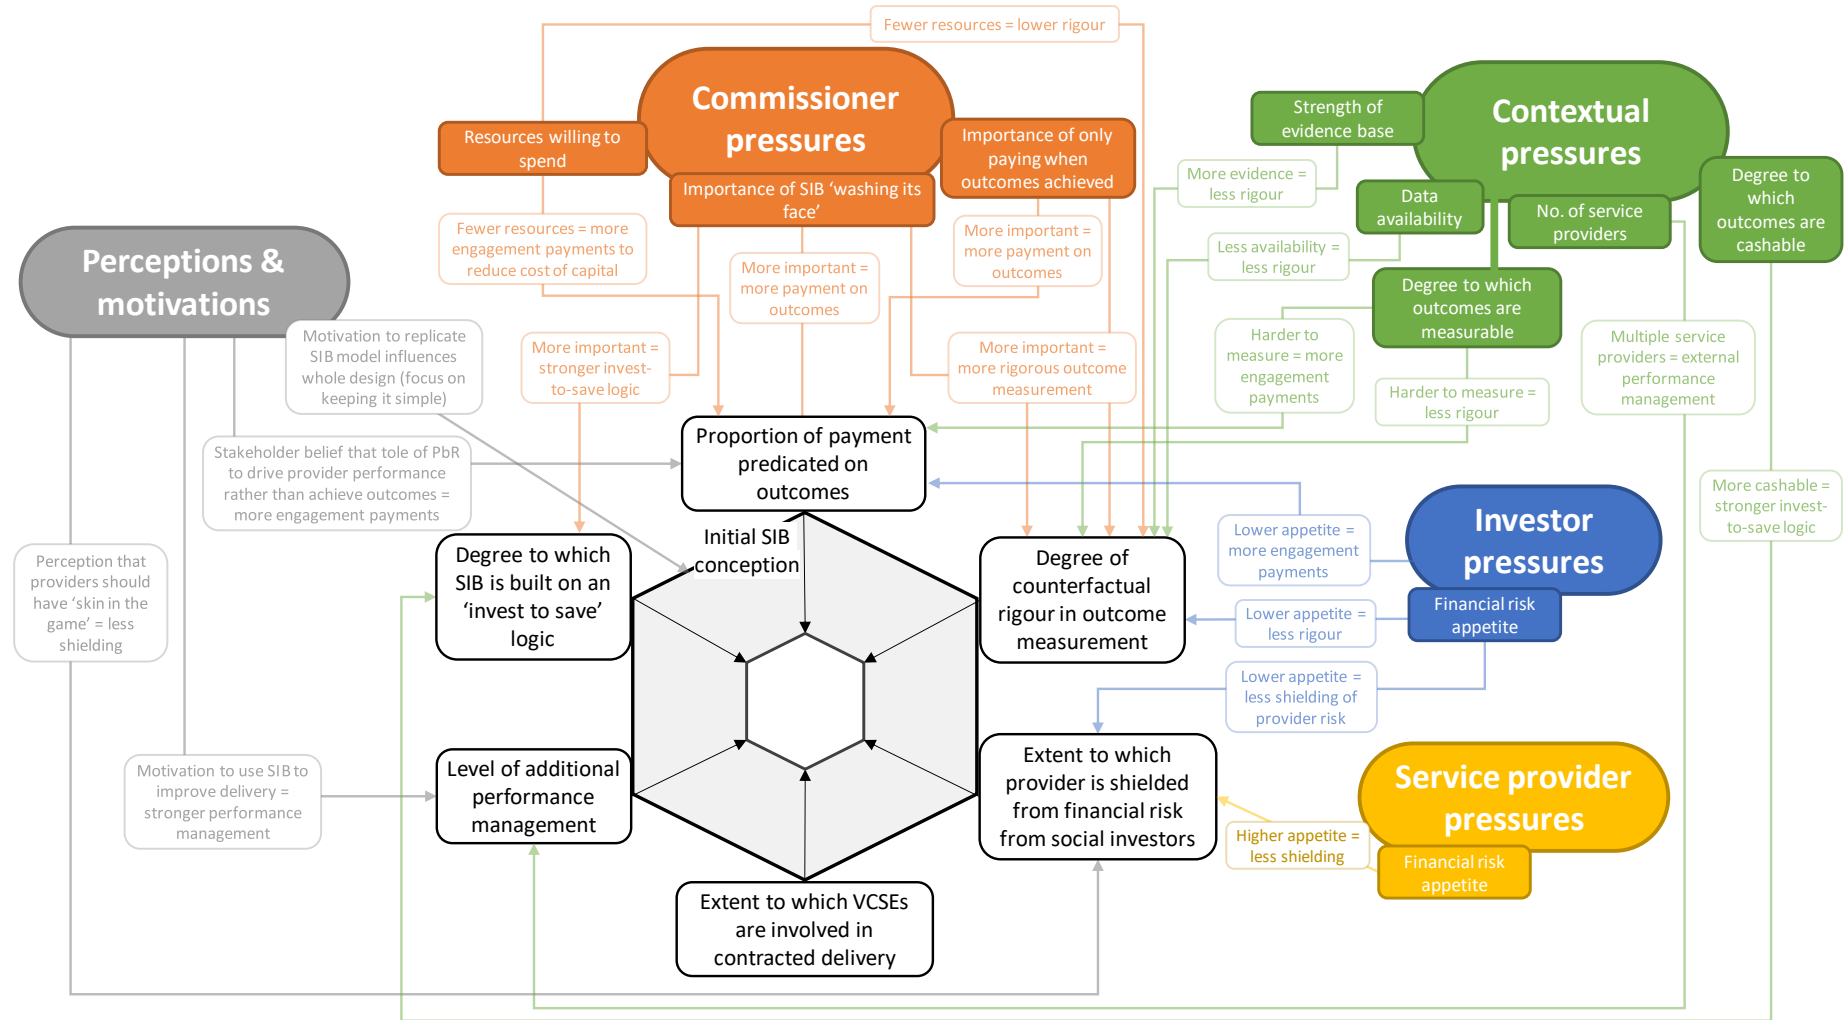 Fewer resources = lower rigour
Commissioner
pressures
Resources willing to
spend
Importance of only
paying when
outcomes achieved
Importance of SIB ‘washing its
face’
Contextual
pressures
Strength of
evidence base
Data
availability
No. of service
providers
Degree to
which
outcomes are
cashable
Degree to which
outcomes are
measurable
More evidence =
less rigour
Less availability =
less rigour
Harder to
measure = more
engagement
payments
Harder to measure =
less rigour
Multiple service
providers = external
performance
management
More cashable =
stronger invest-
to-save logic
Fewer resources = more
engagement payments to
reduce cost of capital
More important =
more payment on
outcomes
More important =
more payment on
outcomes
More important =
stronger invest-
to-save logic
More important =
more rigorous outcome
measurement
Perceptions &
motivations
Motivation to replicate
SIB model influences
whole design (focus on
keeping it simple)
Stakeholder belief that tole of PbR
to drive provider performance
rather than achieve outcomes =
more engagement payments
Perception that
providers should
have ‘skin in the
game’ = less
shielding
Motivation to use SIB to
improve delivery =
stronger performance
management
Proportion of payment
predicated on
outcomes
Initial SIB
conception
Degree to which
SIB is built on an
‘invest to save’
logic
Degree of
counterfactual
rigour in outcome
measurement
Level of additional
performance
management
Extent to which
provider is shielded
from financial risk
from social investors
Extent to which VCSEs
are involved in
contracted delivery
Investor
pressures
Financial risk
appetite
Lower appetite =
more engagement
payments
Lower appetite =
less rigour
Lower appetite =
less shielding of
provider risk
Service provider
pressures
Financial risk
appetite
Higher appetite =
less shielding